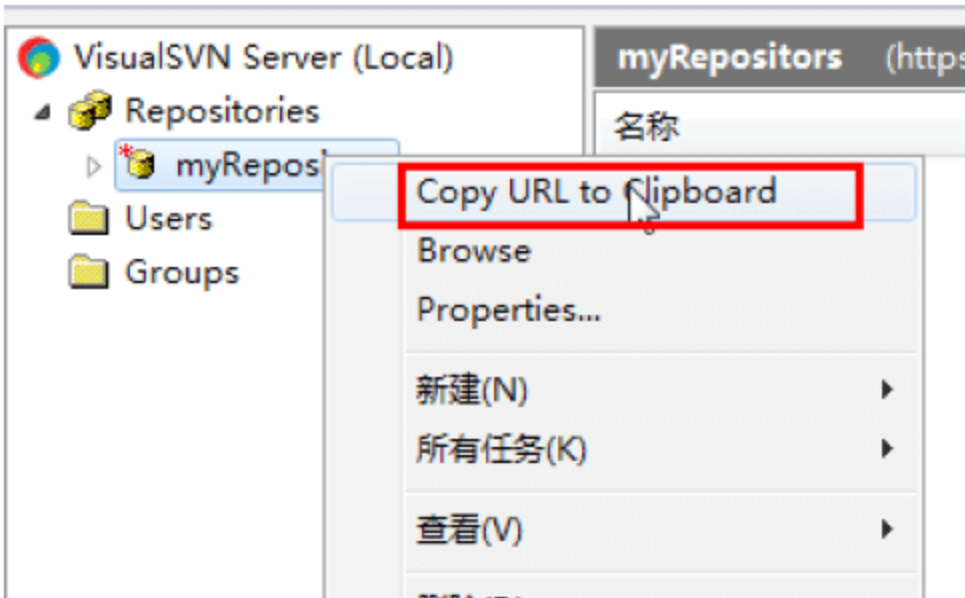 VisualSVN Server (Local)
Repositories
myReposi
Users
Groups
myRepositors (https
名称
Copy URL to Clipboard
Browse
Properties...
新建(N)
所有任务(K)
查看(V)